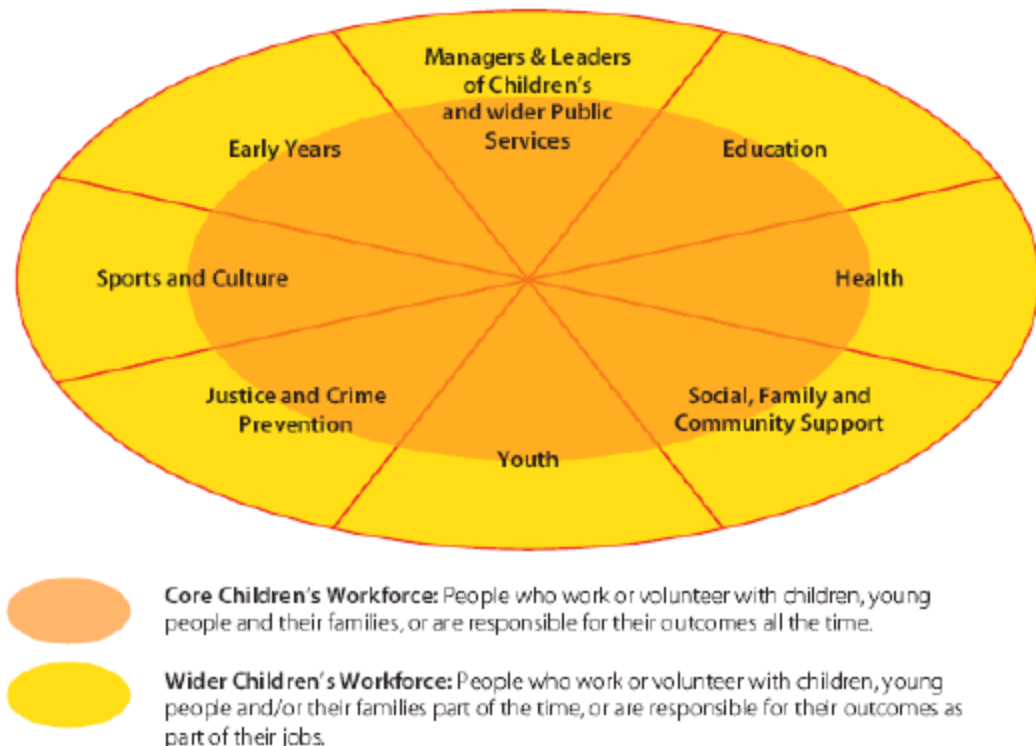 Managers & Leaders
of Children's
and wider Public
Services
Early Years
Education
Sports and Culture
Health
Justice and Crime
Prevention
Social, Family and
Community Support
Youth
Core Children's Workforce: People who work or volunteer with children, young
people and their families, or are responsible for their outcomes all the time.
Wider Children's Workforce: People who work or volunteer with children, young
people and/or their families part of the time, or are responsible for their outcomes as
part of their jobs.